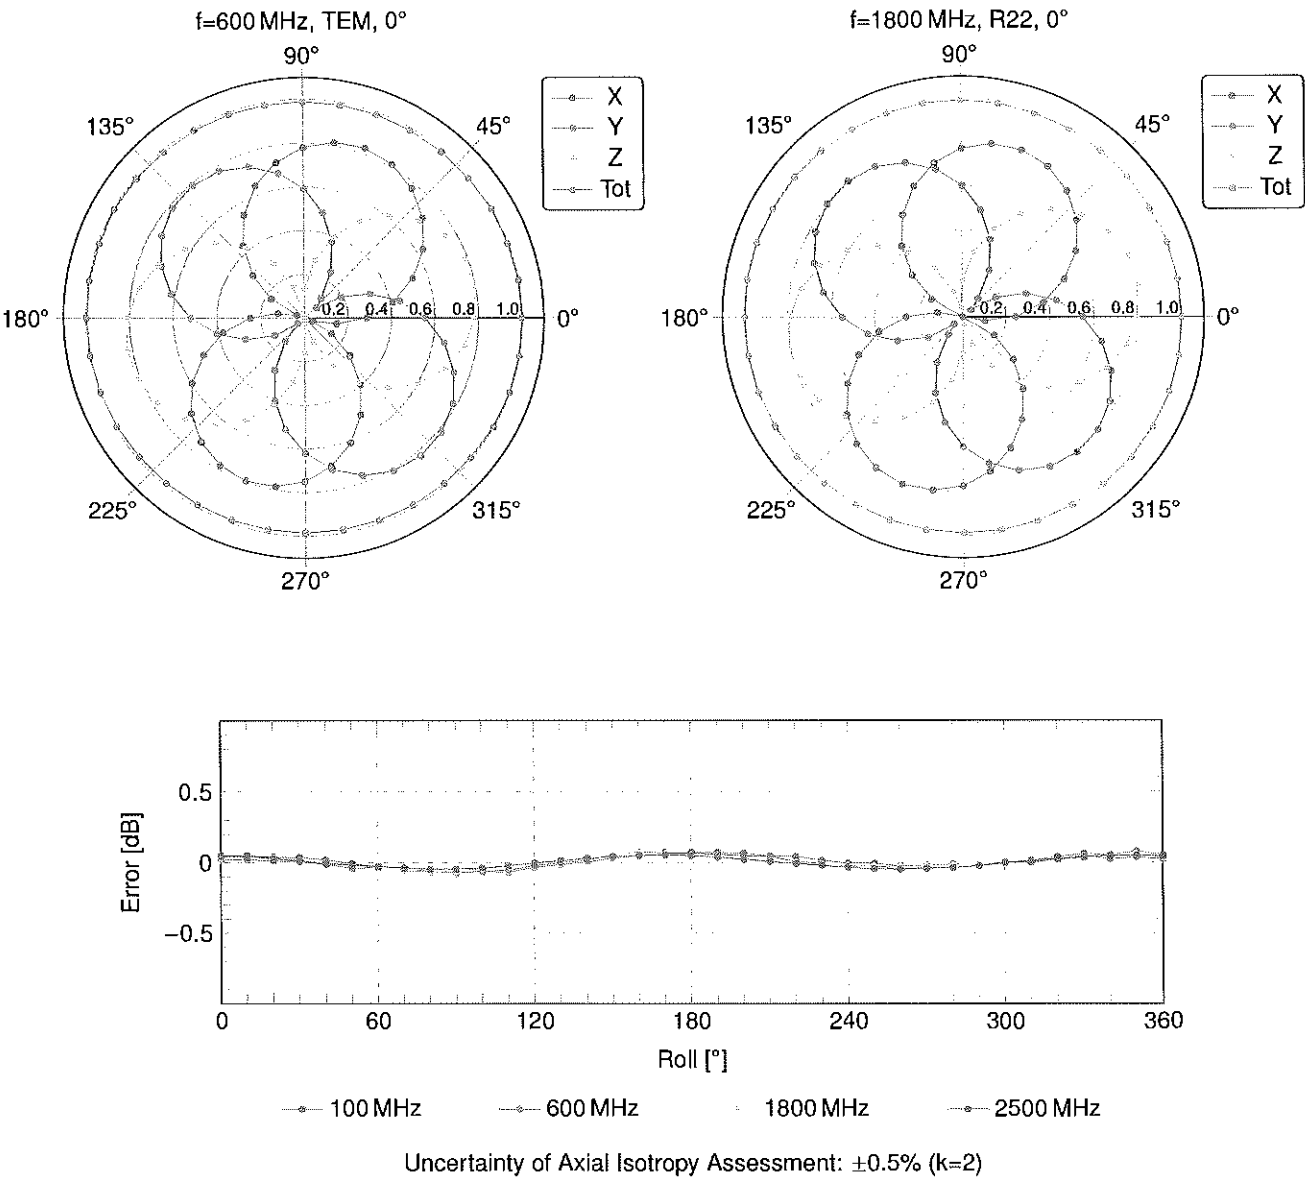 f=600 MHz, TEM, 0°
90°
135°
45°
X
Y
Z
Tot
180°
0.2 0.4 0.6 0.8 1.0
0°
225°
315°
270°
f=1800 MHz, R22, 0°
90°
135°
45°
X
Y
Z
Tot
180°
0.2 0.4 0.6 0.8 1.0
0°
225°
315°
270°
Error [dB]
0.5
0
−0.5
0 60 120 180 240 300 360
Roll [°]
100 MHz 600 MHz 1800 MHz 2500 MHz
Uncertainty of Axial Isotropy Assessment: ±0.5% (k=2)